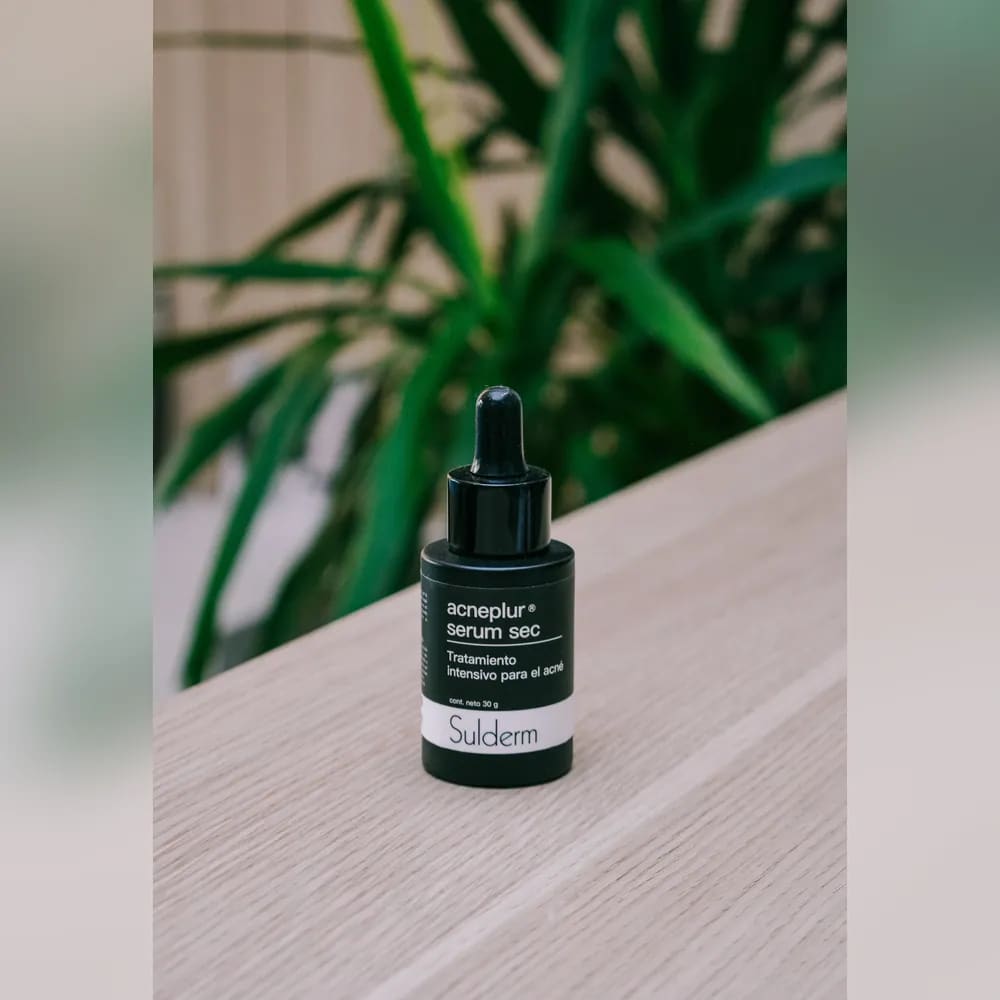 acneplur®
serum sec
Tratamiento
intensivo para el acné
cont. neto 30 g
Sulderm